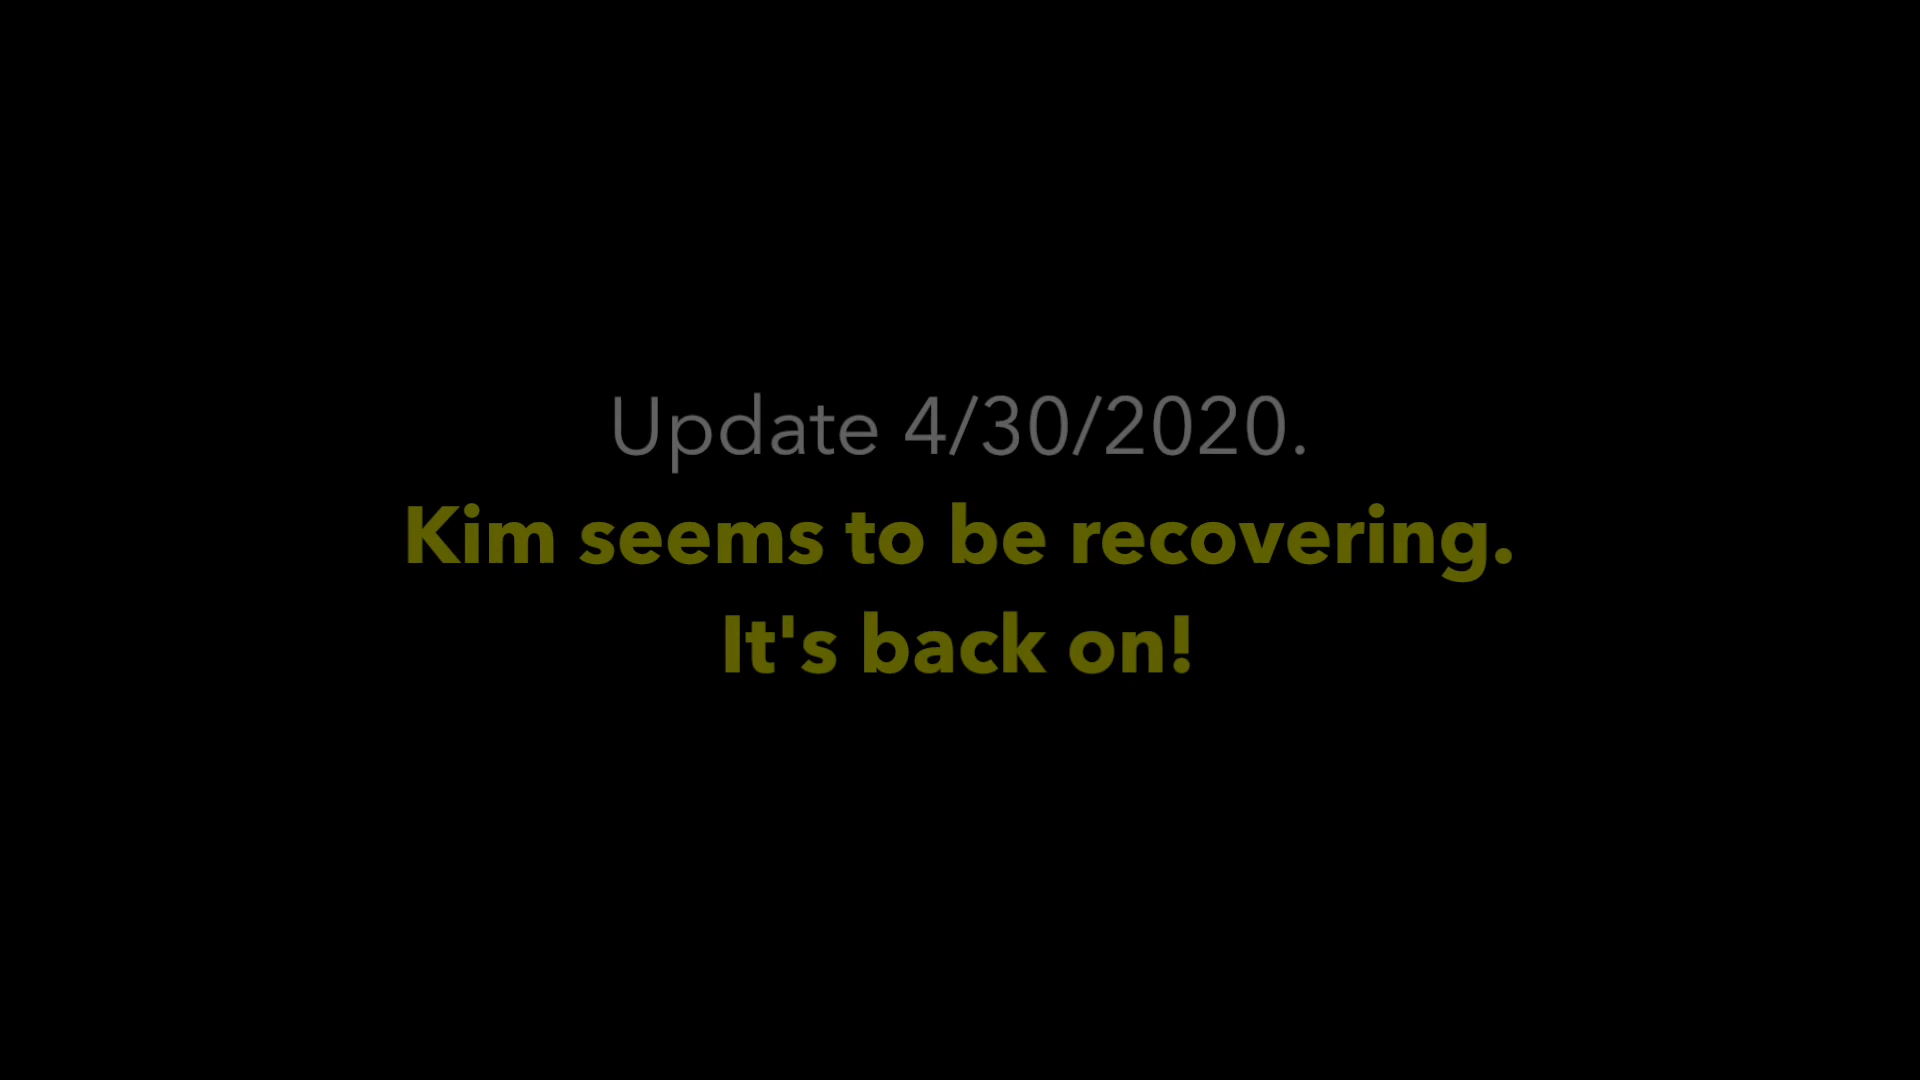 Update 4/30/2020.
Kim seems to be recovering.
It's back on!